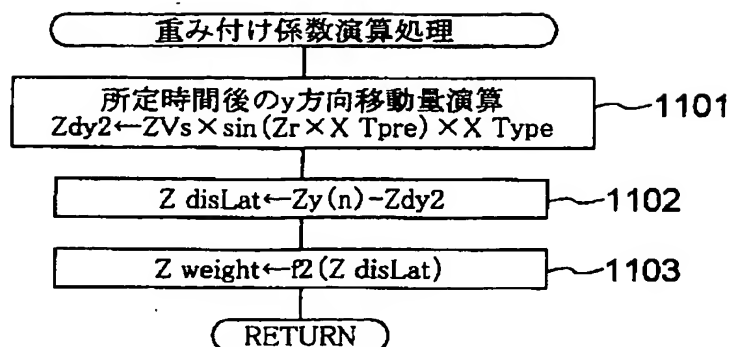 重み付け係数演算処理
所定時間後のy方向移動量演算
Zdy2←ZVs×sin(Zr×X Tpre)×X Type
1101
Z disLat←Zy(n)-Zdy2
1102
Z weight←f2(Z disLat)
1103
RETURN